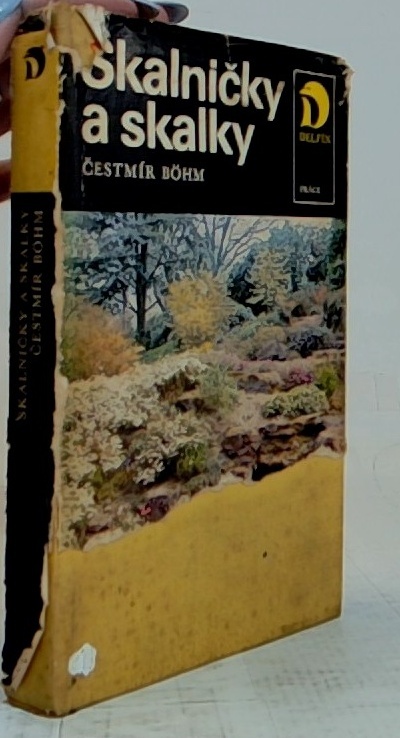 Skalničky
a skalky
ČESTMÍR BÖHM
D
DELFÍN
PRÁCE
D
SKALNIČKY A SKALKY
ČESTMÍR BÖHM